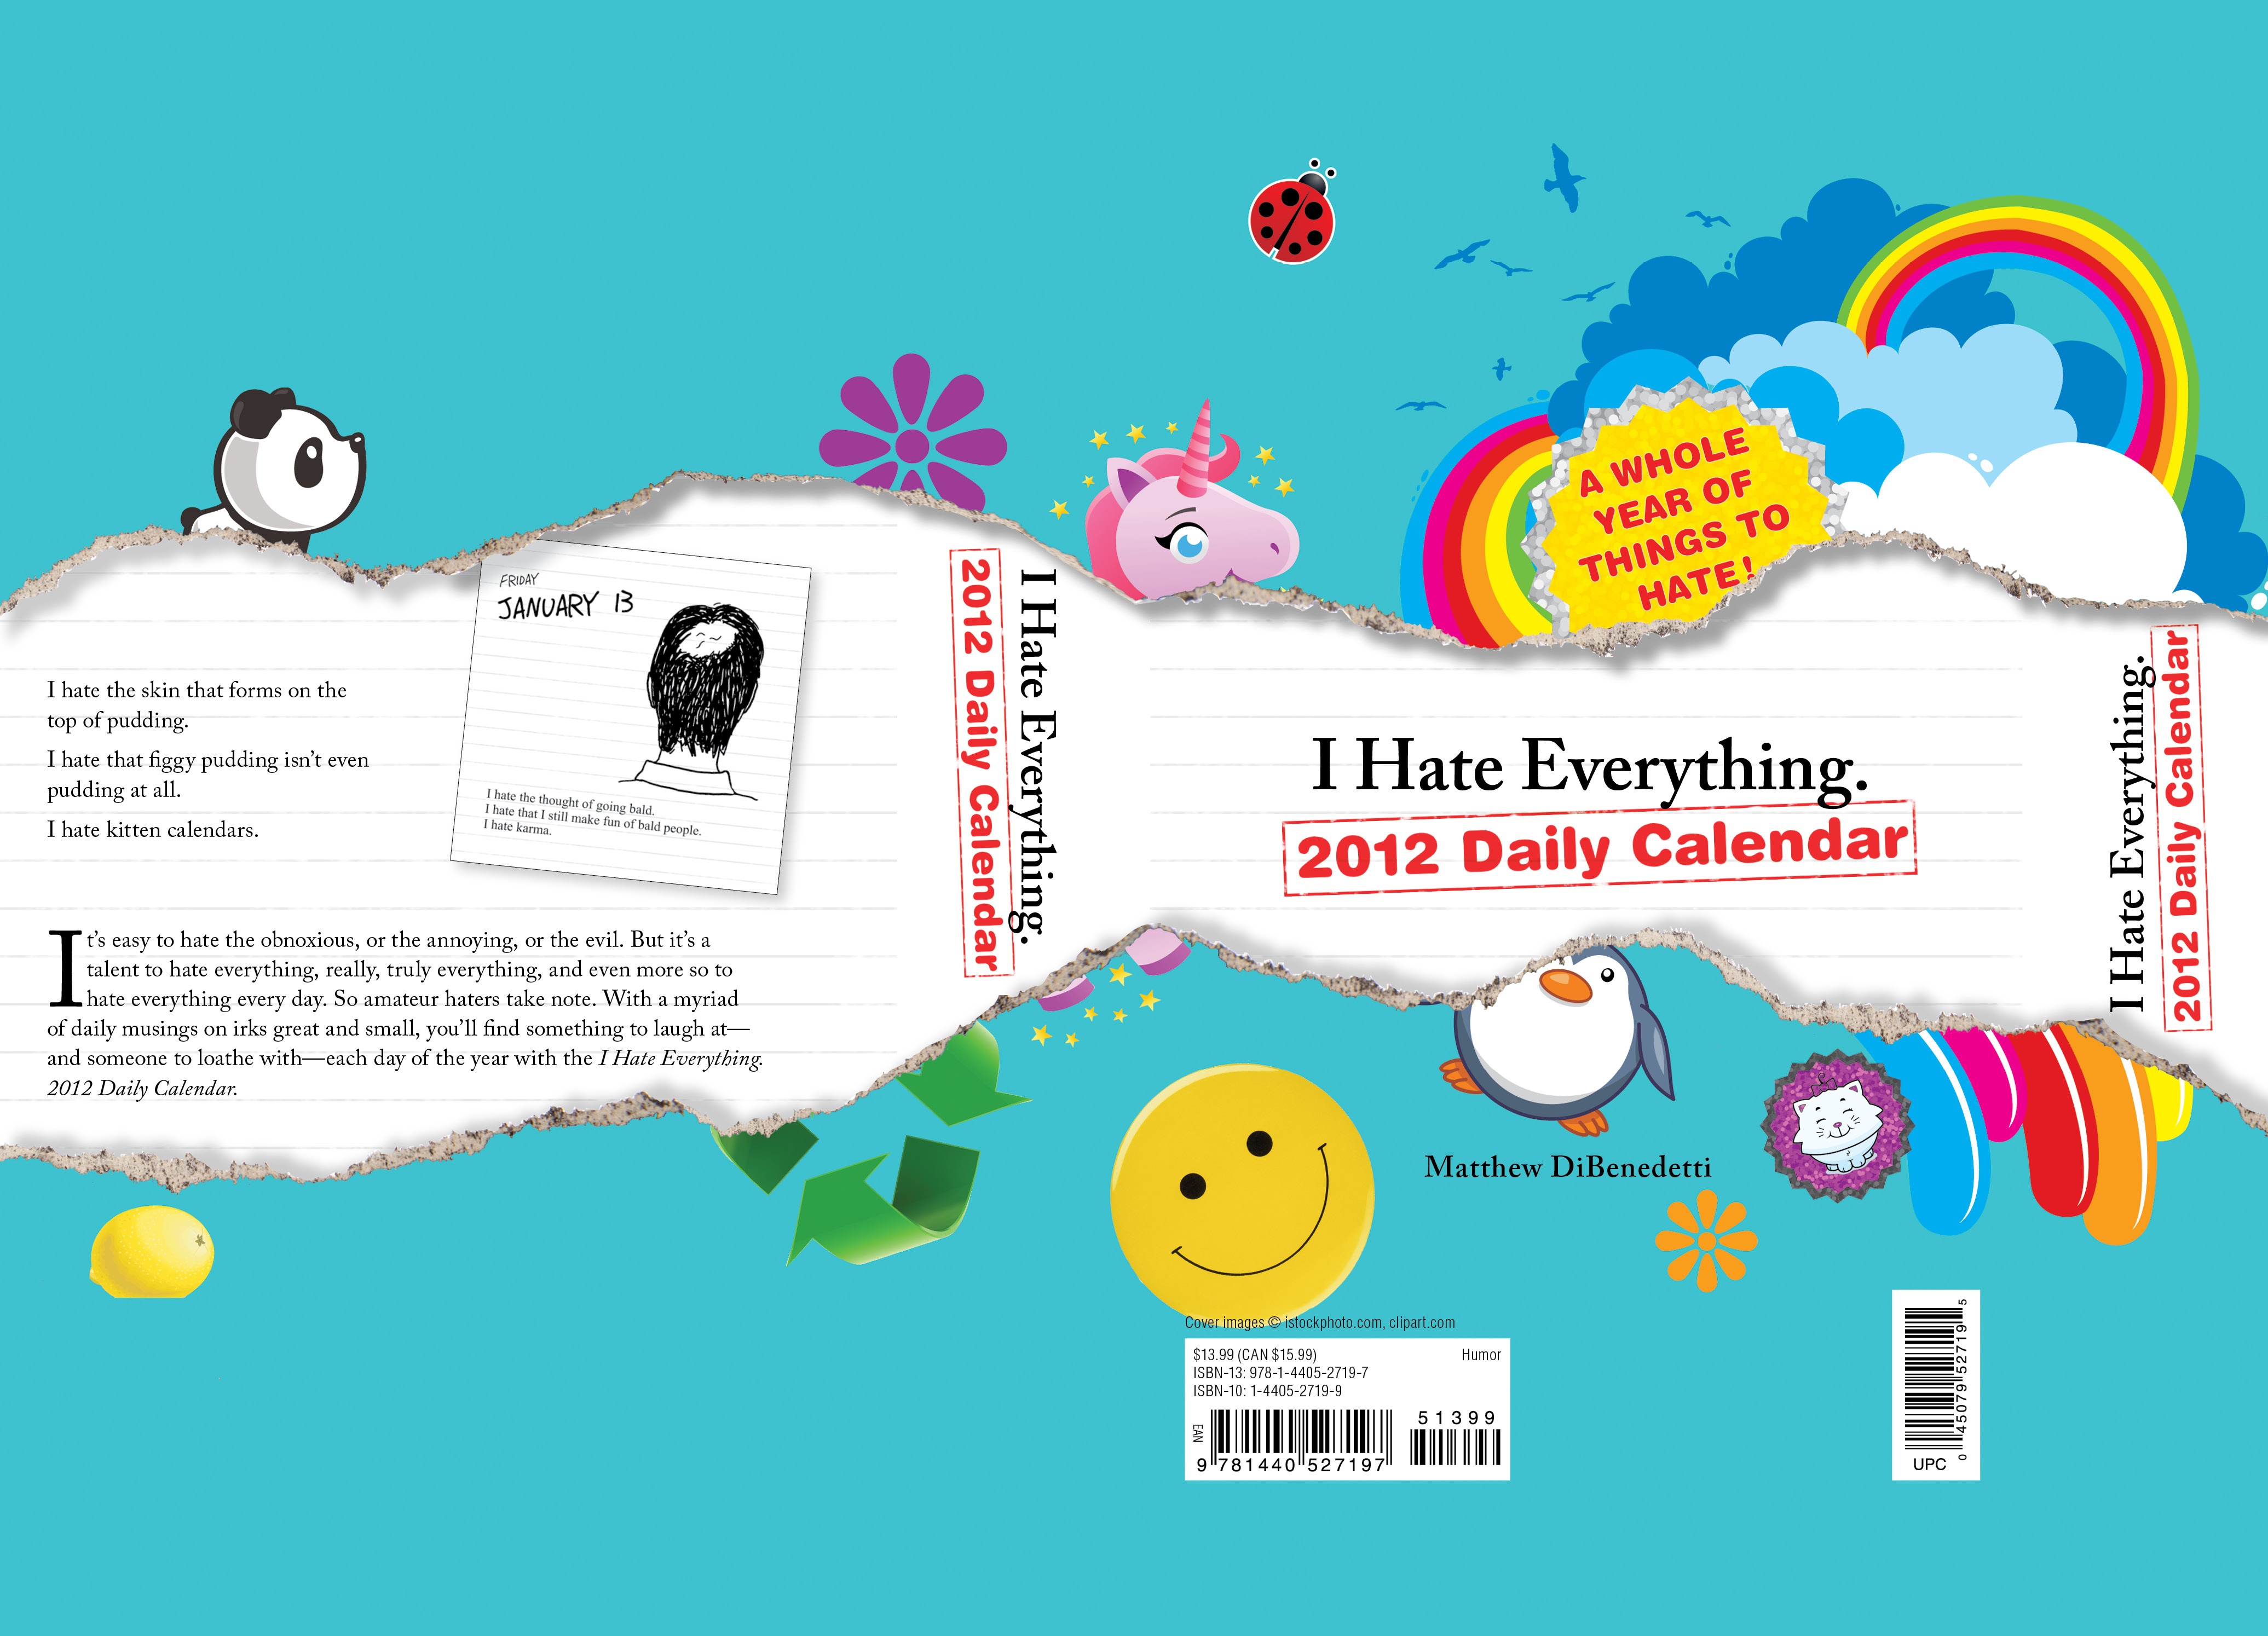 I hate the skin that forms on the
top of pudding.
I hate that figgy pudding isn't even
pudding at all.
I hate kitten calendars.
FRIDAY
JANUARY 13
I hate the thought of going bald.
I hate that I still make fun of bald people.
I hate karma.
It's easy to hate the obnoxious, or the annoying, or the evil. But it's a
talent to hate everything, really, truly everything, and even more so to
hate everything every day. So amateur haters take note. With a myriad
of daily musings on irks great and small, you'll find something to laugh at—
and someone to loathe with—each day of the year with the I Hate Everything.
2012 Daily Calendar.
I Hate Everything.
2012 Daily Calendar
A WHOLE
YEAR OF
THINGS TO
HATE!
I Hate Everything.
2012 Daily Calendar
Matthew DiBenedetti
Cover images © istockphoto.com, clipart.com
$13.99 (CAN $15.99) Humor
ISBN-13: 978-1-4405-2719-7
ISBN-10: 1-4405-2719-9
EAN
51399
9 781440 527197
I Hate Everything.
2012 Daily Calendar
0 45079 52719 5
UPC